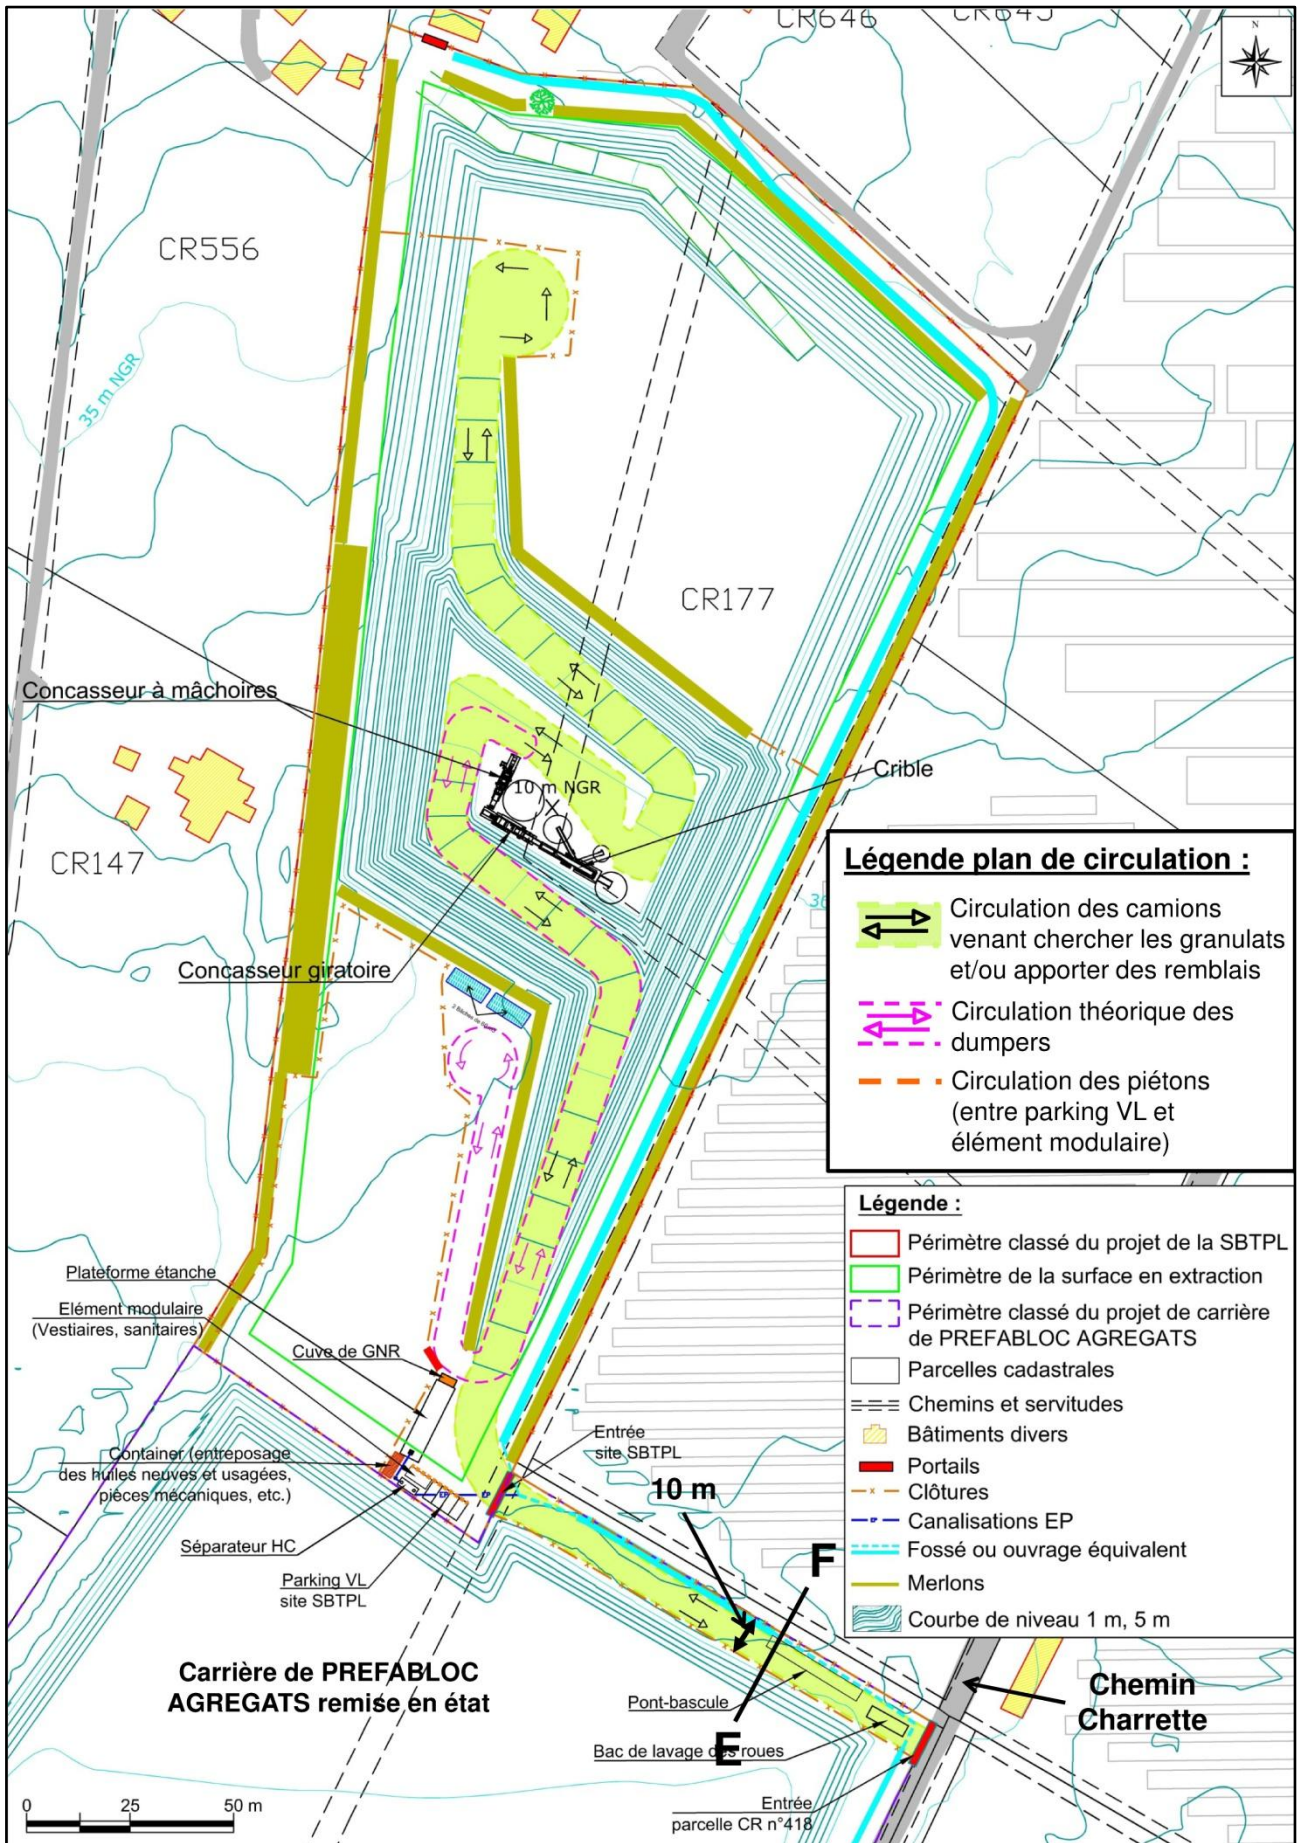 CR646
CR645
N
CR556
35 m NGR
CR177
Concasseur à mâchoires
10 m NGR
Crible
CR147
Concasseur giratoire
Légende plan de circulation :
Circulation des camions
venant chercher les granulats
et/ou apporter des remblais
Circulation théorique des
dumpers
Circulation des piétons
(entre parking VL et
élément modulaire)
Plateforme étanche
Elément modulaire
(Vestiaires, sanitaires)
Cuve de GNR
Container (entreposage
des huiles neuves et usagées,
pièces mécaniques, etc.)
Séparateur HC
Parking VL
site SBTPL
Entrée
site SBTPL
EP
EP
10 m
F
E
Légende :
Périmètre classé du projet de la SBTPL
Périmètre de la surface en extraction
Périmètre classé du projet de carrière
de PREFABLOC AGREGATS
Parcelles cadastrales
Chemins et servitudes
Bâtiments divers
Portails
Clôtures
Canalisations EP
Fossé ou ouvrage équivalent
Merlons
Courbe de niveau 1 m, 5 m
Carrière de PREFABLOC
AGREGATS remise en état
Pont-bascule
Bac de lavage des roues
Chemin
Charrette
Entrée
parcelle CR n°418
0 25 50 m